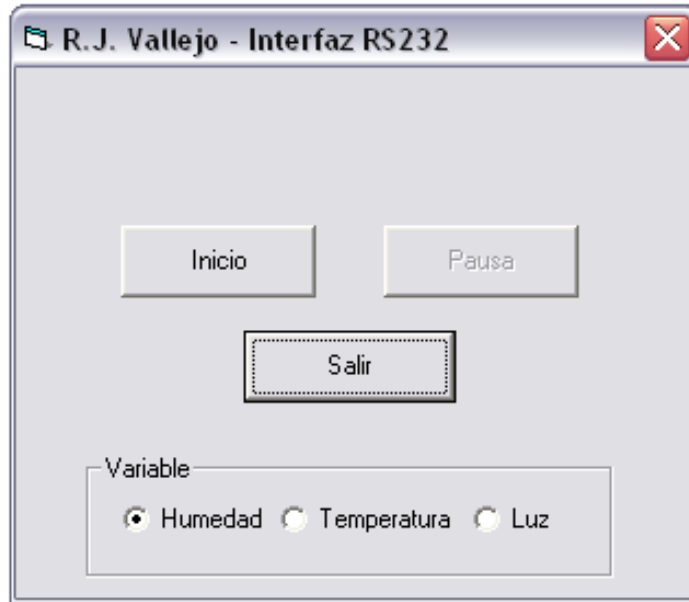 R.J. Vallejo - Interfaz RS232
Inicio
Pausa
Salir
Variable
Humedad Temperatura Luz